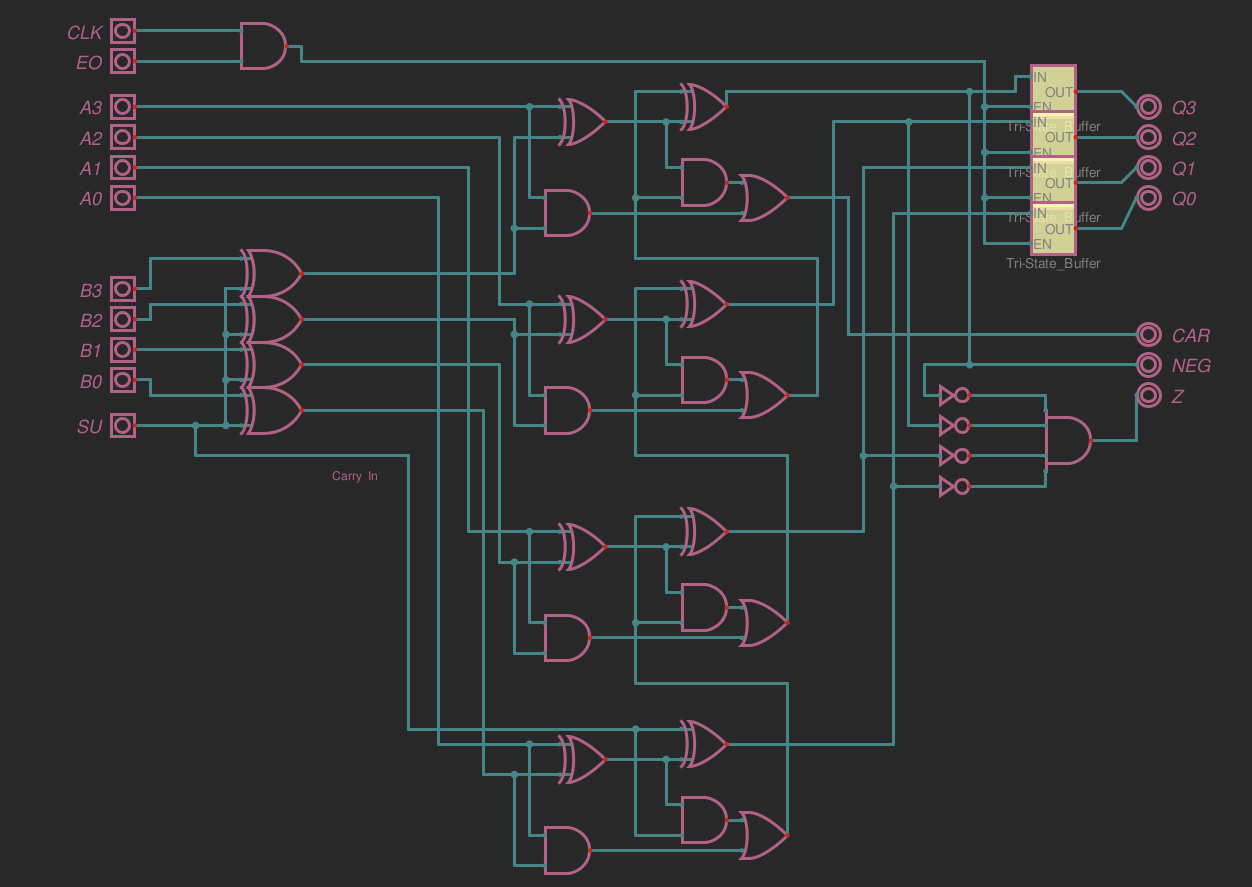 CLK
EO
A3
A2
A1
A0
B3
B2
B1
B0
SU
Carry In
IN
OUT
EN
Tri-State_Buffer
IN
OUT
EN
Tri-State_Buffer
IN
OUT
EN
Tri-State_Buffer
IN
OUT
EN
Tri-State_Buffer
Q3
Q2
Q1
Q0
CAR
NEG
Z